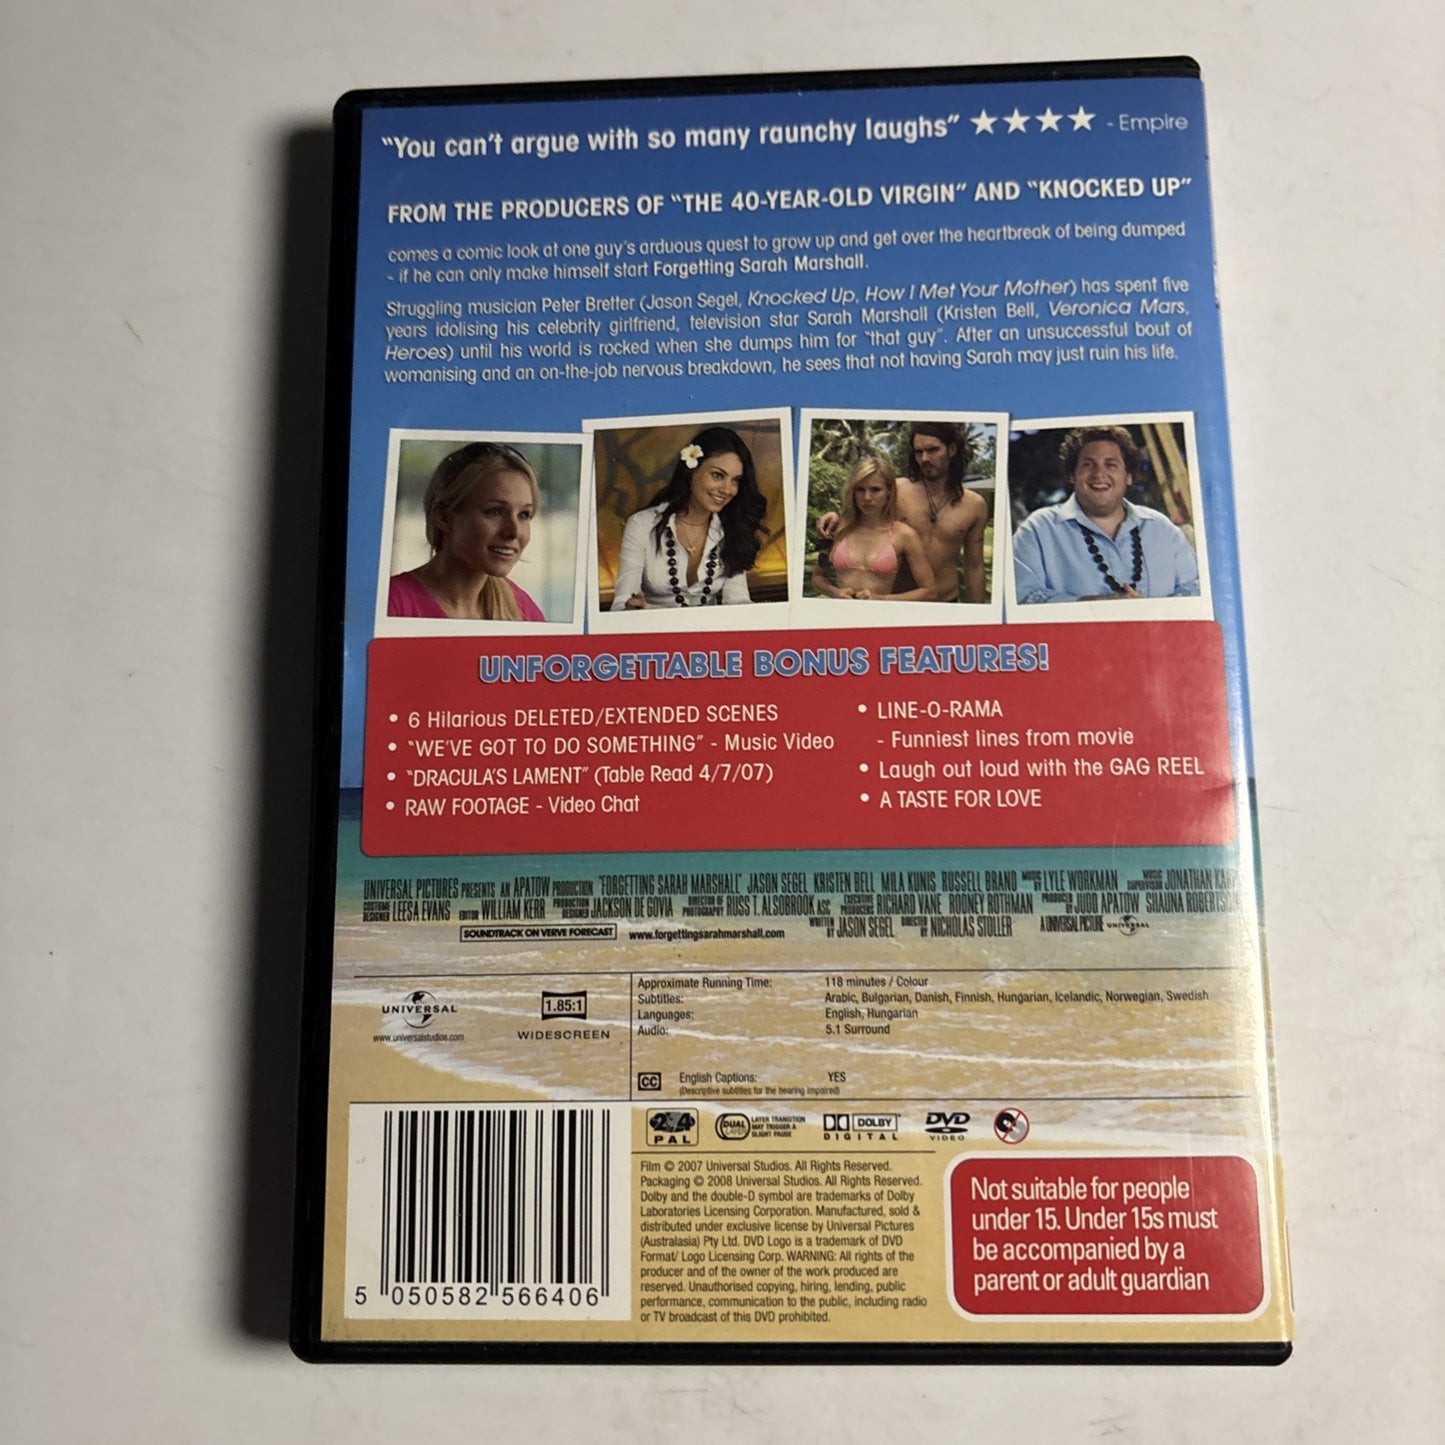 "You can't argue with so many raunchy laughs" ★★★★ - Empire
FROM THE PRODUCERS OF "THE 40-YEAR-OLD VIRGIN" AND "KNOCKED UP"
comes a comic look at one guy's arduous quest to grow up and get over the heartbreak of being dumped
- if he can only make himself start Forgetting Sarah Marshall.
Struggling musician Peter Bretter (Jason Segel, Knocked Up, How I Met Your Mother) has spent five
years idolising his celebrity girlfriend, television star Sarah Marshall (Kristen Bell, Veronica Mars,
Heroes) until his world is rocked when she dumps him for "that guy". After an unsuccessful bout of
womanising and an on-the-job nervous breakdown, he sees that not having Sarah may just ruin his life.
UNFORGETTABLE BONUS FEATURES!
• 6 Hilarious DELETED/EXTENDED SCENES
• "WE'VE GOT TO DO SOMETHING" - Music Video
• "DRACULA'S LAMENT" (Table Read 4/7/07)
• RAW FOOTAGE - Video Chat
• LINE-O-RAMA
- Funniest lines from movie
• Laugh out loud with the GAG REEL
• A TASTE FOR LOVE
UNIVERSAL PICTURES PRESENTS AN APATOW PRODUCTION "FORGETTING SARAH MARSHALL" JASON SEGEL KRISTEN BELL MILA KUNIS RUSSELL BRAND MUSIC BY LYLE WORKMAN MUSIC SUPERVISOR JONATHAN
COSTUME DESIGNER LEESA EVANS EDITOR WILLIAM KERR PRODUCTION DESIGNER JACKSON DE GOVIA DIRECTOR OF PHOTOGRAPHY RUSS T. ALSOBROOK ASC EXECUTIVE PRODUCERS RICHARD VANE RODNEY ROTHMAN PRODUCED BY JUDD APATOW SHAUNA ROBERTSON
SOUNDTRACK ON VERVE FORECAST www.forgettingsarahmarshall.com WRITTEN BY JASON SEGEL DIRECTED BY NICHOLAS STOLLER A UNIVERSAL PICTURE UNIVERSAL
UNIVERSAL
www.universalstudios.com
1.85:1
WIDESCREEN
Approximate Running Time: 118 minutes / Colour
Subtitles: Arabic, Bulgarian, Danish, Finnish, Hungarian, Icelandic, Norwegian, Swedish
Languages: English, Hungarian
Audio: 5.1 Surround
CC English Captions: YES
(Descriptive subtitles for the hearing impaired)
2 4
PAL
DUAL LAYER
LAYER TRANSITION
MAY TRIGGER A
SLIGHT PAUSE
DOLBY
DIGITAL
DVD
VIDEO
Film © 2007 Universal Studios. All Rights Reserved.
Packaging © 2008 Universal Studios. All Rights Reserved.
Dolby and the double-D symbol are trademarks of Dolby
Laboratories Licensing Corporation. Manufactured, sold &
distributed under exclusive license by Universal Pictures
(Australasia) Pty Ltd. DVD Logo is a trademark of DVD
Format/ Logo Licensing Corp. WARNING: All rights of the
producer and of the owner of the work produced are
reserved. Unauthorised copying, hiring, lending, public
performance, communication to the public, including radio
or TV broadcast of this DVD prohibited.
5 050582 566406
Not suitable for people
under 15. Under 15s must
be accompanied by a
parent or adult guardian